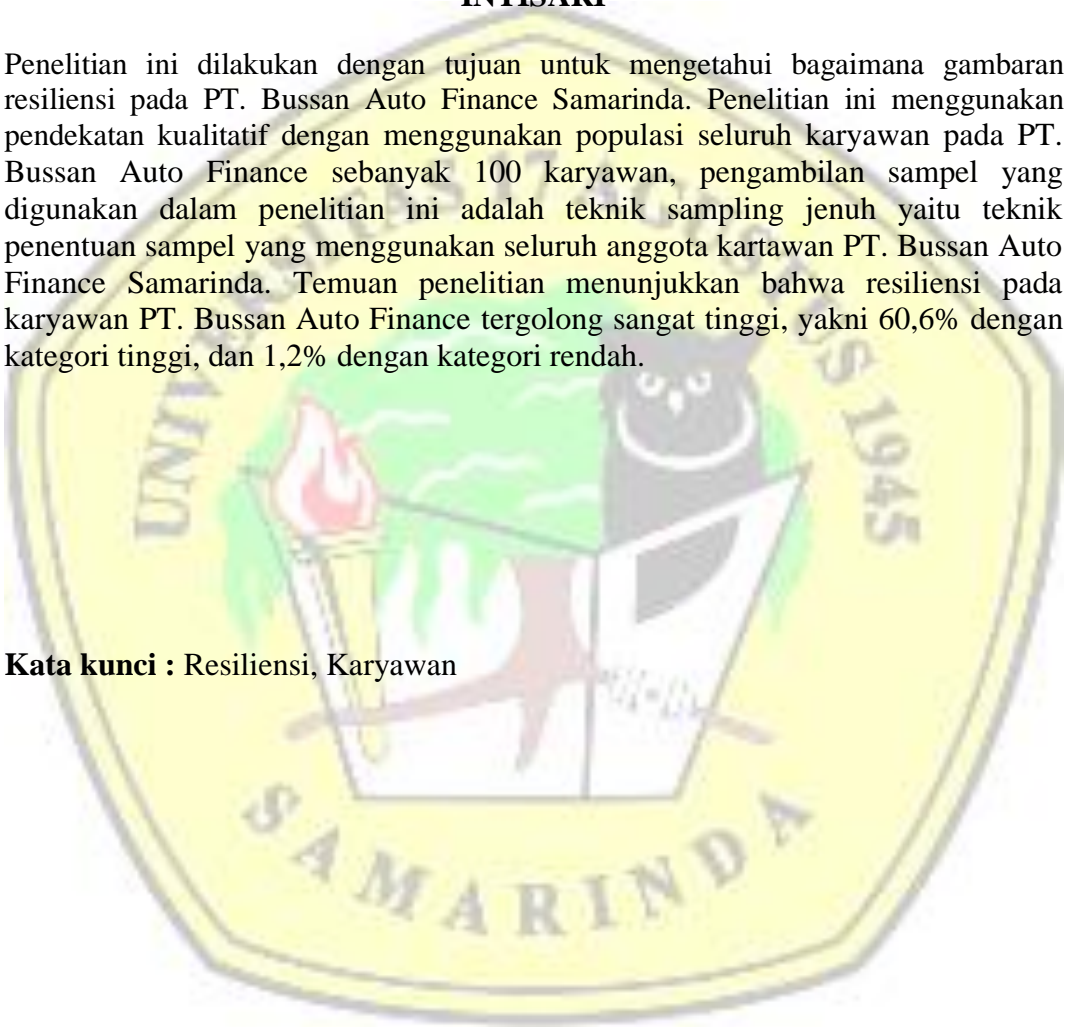 INTISARI
Penelitian ini dilakukan dengan tujuan untuk mengetahui bagaimana gambaran
resiliensi pada PT. Bussan Auto Finance Samarinda. Penelitian ini menggunakan
pendekatan kualitatif dengan menggunakan populasi seluruh karyawan pada PT.
Bussan Auto Finance sebanyak 100 karyawan, pengambilan sampel yang
digunakan dalam penelitian ini adalah teknik sampling jenuh yaitu teknik
penentuan sampel yang menggunakan seluruh anggota kartawan PT. Bussan Auto
Finance Samarinda. Temuan penelitian menunjukkan bahwa resiliensi pada
karyawan PT. Bussan Auto Finance tergolong sangat tinggi, yakni 60,6% dengan
kategori tinggi, dan 1,2% dengan kategori rendah.
Kata kunci : Resiliensi, Karyawan
UNIVERSITAS 17 AGUSTUS 1945
SAMARINDA